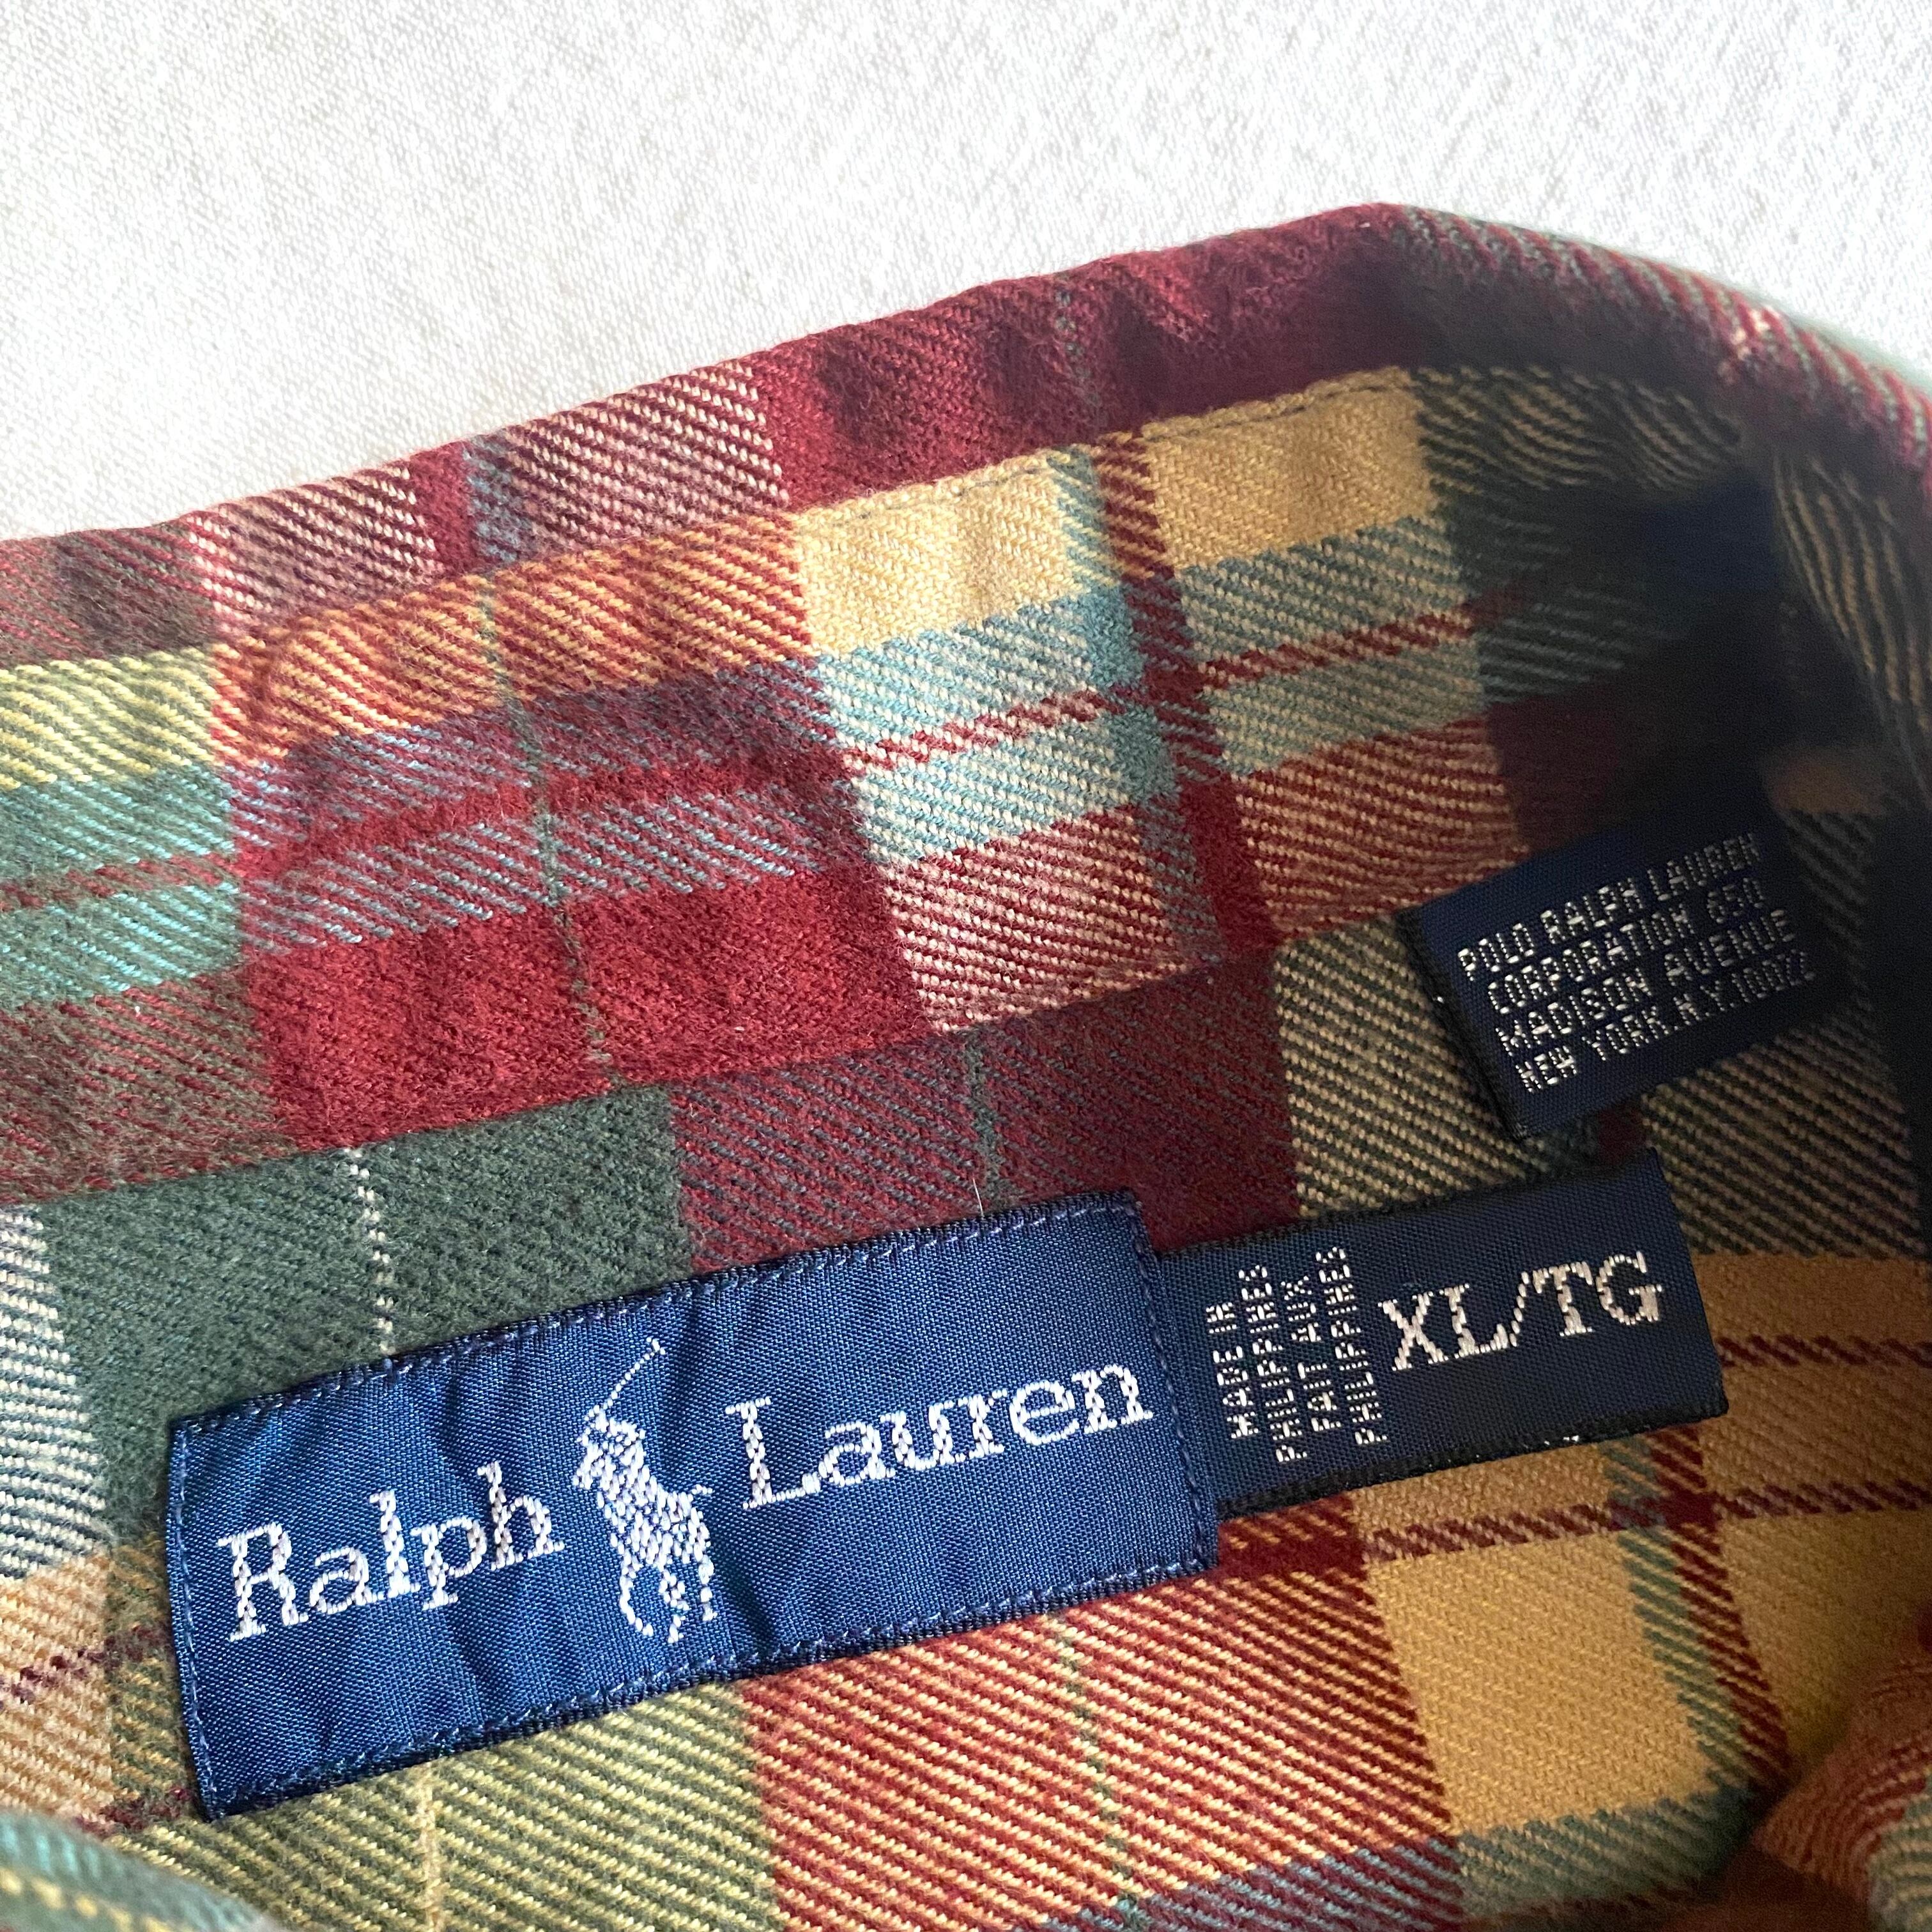 POLO RALPH LAUREN
CORPORATION 650
MADISON AVENUE
NEW YORK.N.Y.10022
Ralph Lauren
MADE IN
PHILIPPINES
FAIT AUX
PHILIPPINES
XL/TG